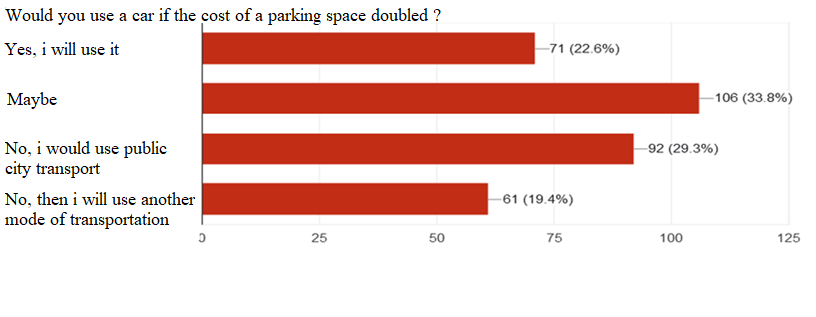 Would you use a car if the cost of a parking space doubled ?
Yes, i will use it
71 (22.6%)
Maybe
106 (33.8%)
No, i would use public
city transport
92 (29.3%)
No, then i will use another
mode of transportation
61 (19.4%)
0 25 50 75 100 125